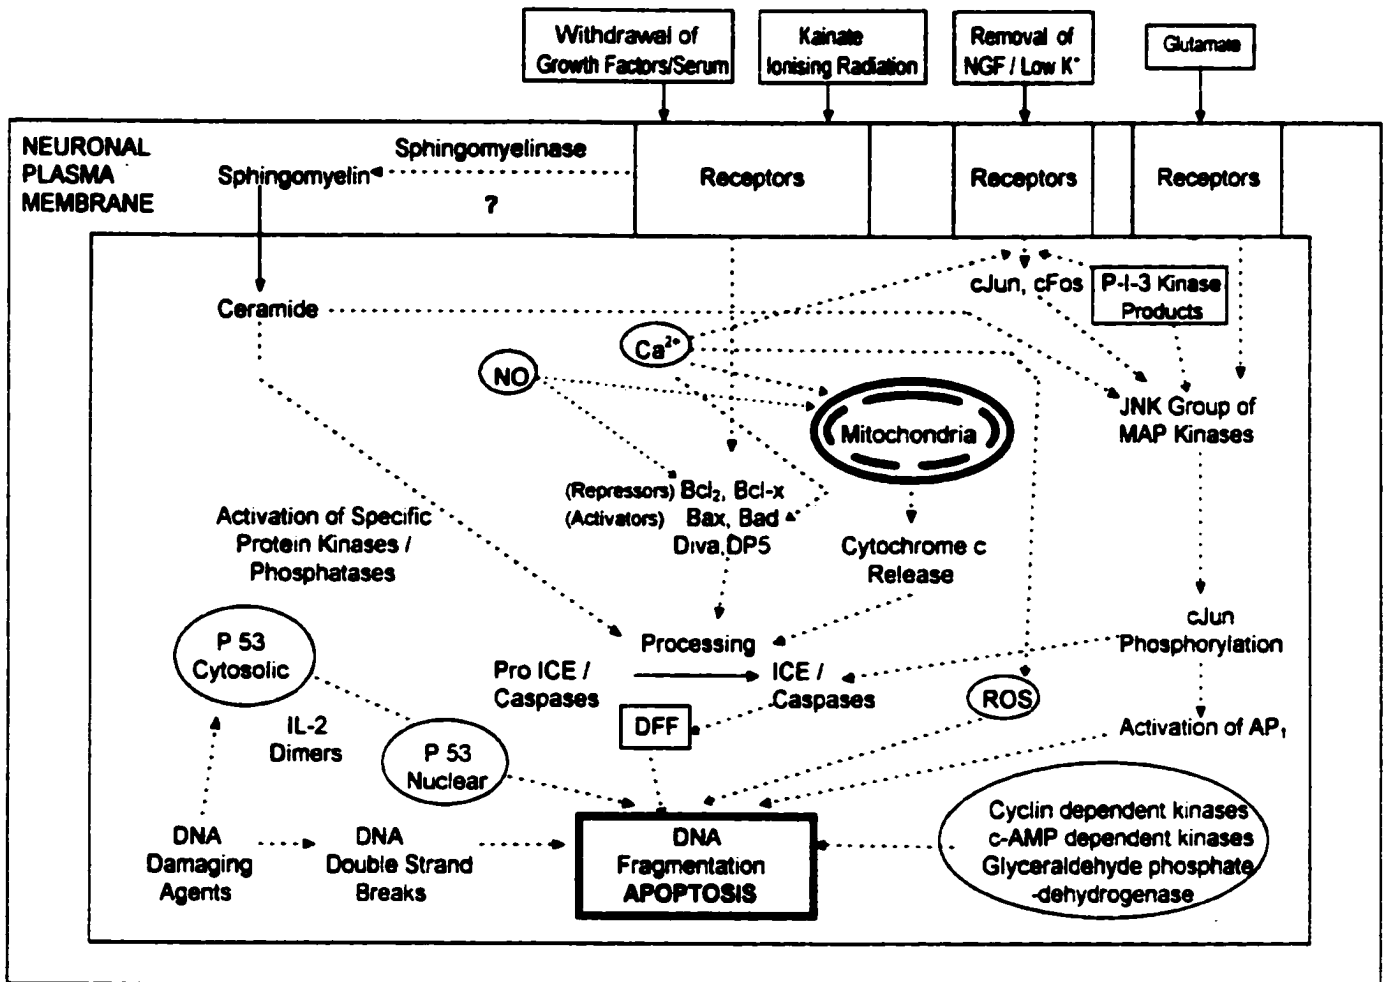 Withdrawal of
Growth Factors/Serum
Kainate
Ionising Radiation
Removal of
NGF / Low K⁺
Glutamate
NEURONAL
PLASMA
MEMBRANE
Sphingomyelinase
Sphingomyelin
?
Receptors
Receptors
Receptors
Ceramide
cJun, cFos
P-I-3 Kinase
Products
Ca²⁺
NO
Mitochondria
JNK Group of
MAP Kinases
(Repressors) Bcl₂, Bcl-x
(Activators) Bax, Bad
Diva,DP5
Activation of Specific
Protein Kinases /
Phosphatases
Cytochrome c
Release
cJun
Phosphorylation
P 53
Cytosolic
Processing
Pro ICE /
Caspases
ICE /
Caspases
ROS
DFF
IL-2
Dimers
P 53
Nuclear
Activation of AP₁
DNA
Damaging
Agents
DNA
Double Strand
Breaks
DNA
Fragmentation
APOPTOSIS
Cyclin dependent kinases
c-AMP dependent kinases
Glyceraldehyde phosphate
-dehydrogenase